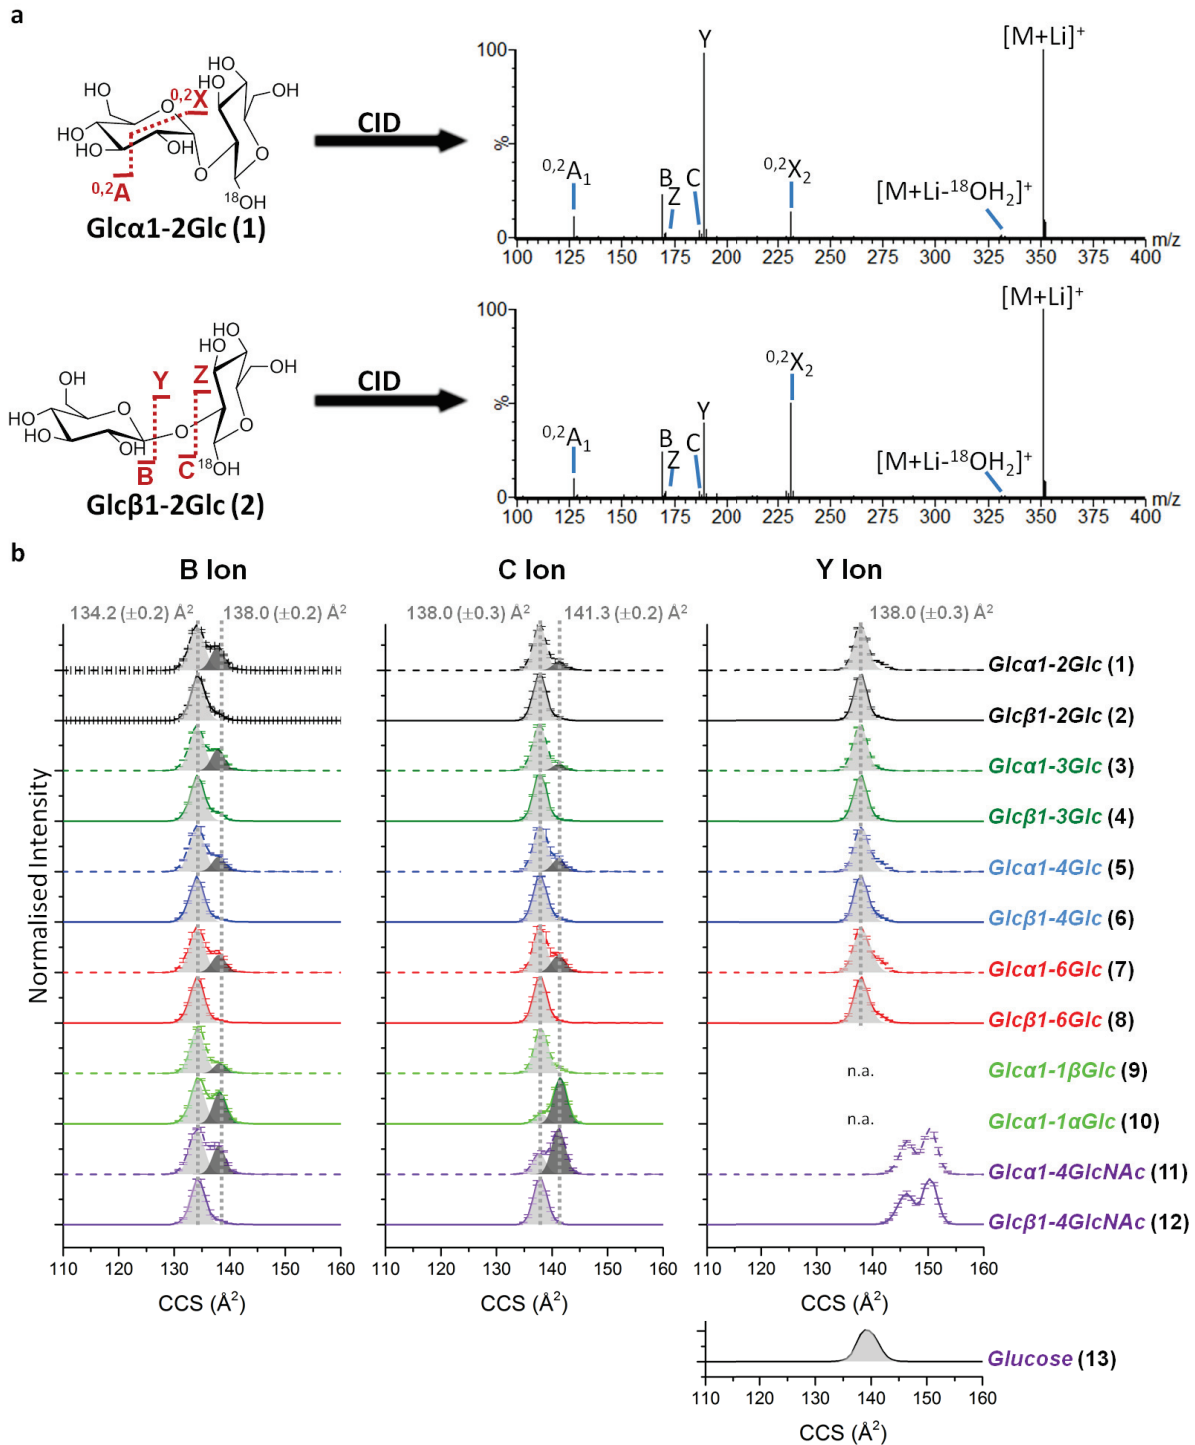 a
HO
HO
HO
O
OH
O
HO
HO
OH
O
¹⁸OH
0,2X
0,2A
Glcα1-2Glc (1)
CID
100
%
0
0,2A₁
B
Z
C
Y
0,2X₂
[M+Li-¹⁸OH₂]⁺
[M+Li]⁺
100 125 150 175 200 225 250 275 300 325 350 375 400 m/z
OH
HO
HO
O
OH
O
HO
HO
OH
O
¹⁸OH
Y
Z
B
C
Glcβ1-2Glc (2)
CID
100
%
0
0,2A₁
B
Z
C
Y
0,2X₂
[M+Li-¹⁸OH₂]⁺
[M+Li]⁺
100 125 150 175 200 225 250 275 300 325 350 375 400 m/z
b
B Ion
C Ion
Y Ion
134.2 (±0.2) Å² 138.0 (±0.2) Å²
138.0 (±0.3) Å² 141.3 (±0.2) Å²
138.0 (±0.3) Å²
Normalised Intensity
Glcα1-2Glc (1)
Glcβ1-2Glc (2)
Glcα1-3Glc (3)
Glcβ1-3Glc (4)
Glcα1-4Glc (5)
Glcβ1-4Glc (6)
Glcα1-6Glc (7)
Glcβ1-6Glc (8)
n.a. Glcα1-1βGlc (9)
n.a. Glcα1-1αGlc (10)
Glcα1-4GlcNAc (11)
Glcβ1-4GlcNAc (12)
110 120 130 140 150 160
110 120 130 140 150 160
110 120 130 140 150 160
CCS (Å²)
CCS (Å²)
CCS (Å²)
Glucose (13)
110 120 130 140 150 160
CCS (Å²)